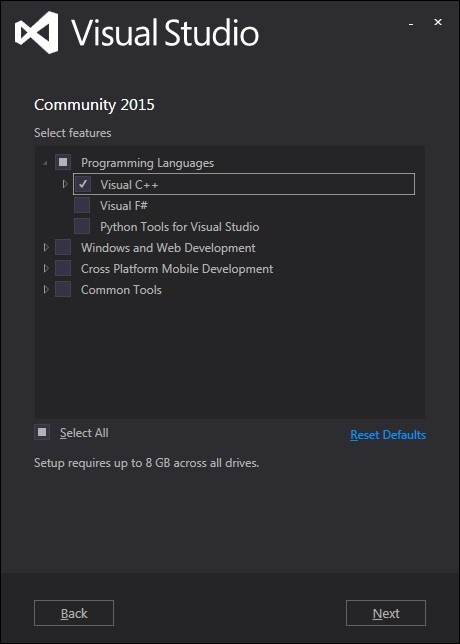 Visual Studio
Community 2015
Select features
Programming Languages
Visual C++
Visual F#
Python Tools for Visual Studio
Windows and Web Development
Cross Platform Mobile Development
Common Tools
Select All
Reset Defaults
Setup requires up to 8 GB across all drives.
Back
Next